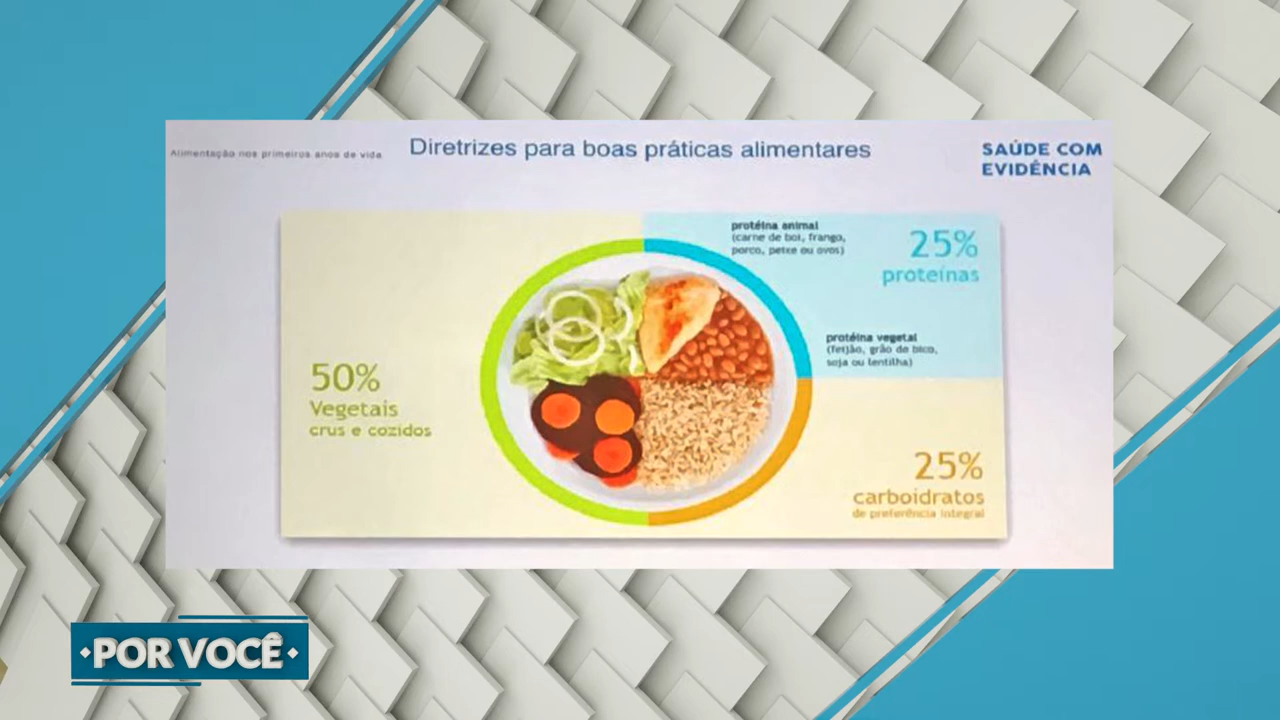 Alimentação nos primeiros anos de vida
Diretrizes para boas práticas alimentares
SAÚDE COM
EVIDÊNCIA
proteína animal
(carne de boi, frango,
porco, peixe ou ovos)
25%
proteínas
proteína vegetal
(feijão, grão de bico,
soja ou lentilha)
50%
Vegetais
crus e cozidos
25%
carboidratos
de preferência integral
POR VOCÊ